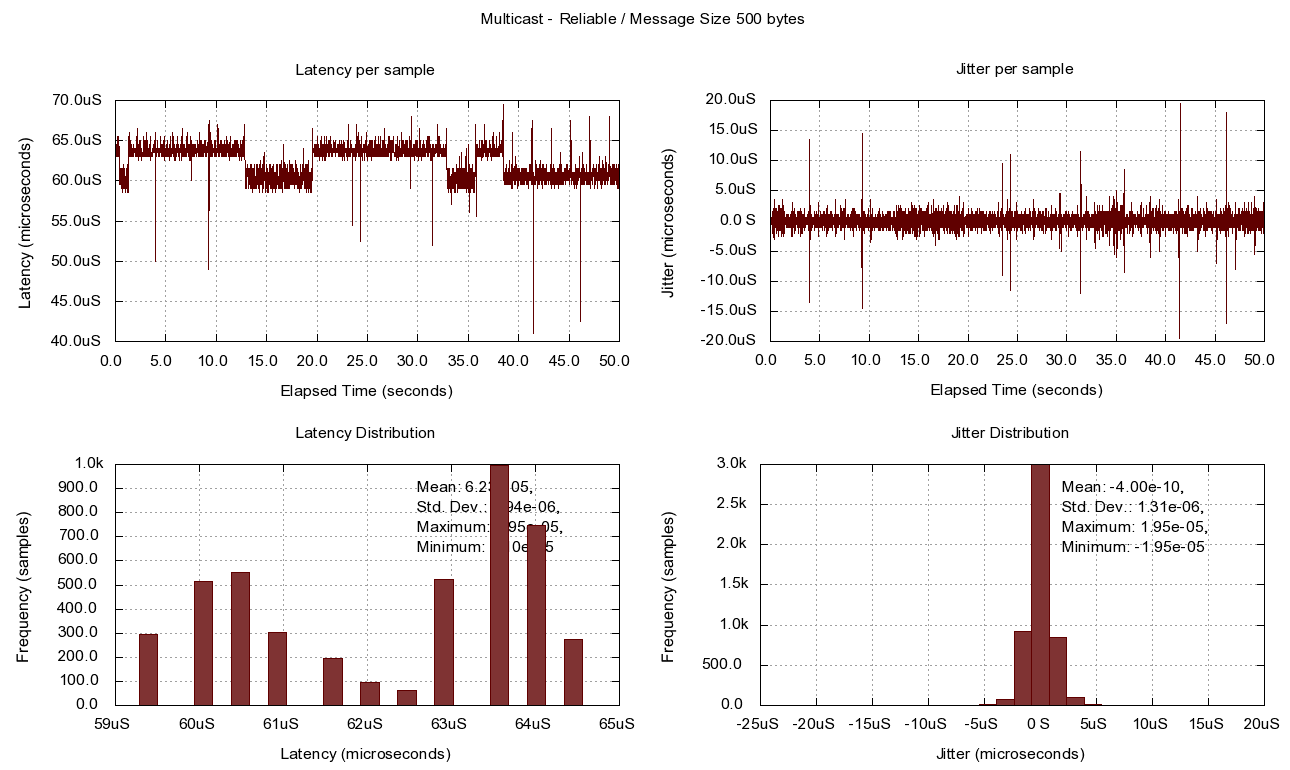 Multicast - Reliable / Message Size 500 bytes
Latency per sample
70.0uS
65.0uS
60.0uS
55.0uS
50.0uS
45.0uS
40.0uS
Latency (microseconds)
0.0 5.0 10.0 15.0 20.0 25.0 30.0 35.0 40.0 45.0 50.0
Elapsed Time (seconds)
Jitter per sample
20.0uS
15.0uS
10.0uS
5.0uS
0.0 S
-5.0uS
-10.0uS
-15.0uS
-20.0uS
Jitter (microseconds)
0.0 5.0 10.0 15.0 20.0 25.0 30.0 35.0 40.0 45.0 50.0
Elapsed Time (seconds)
Latency Distribution
1.0k
900.0
800.0
700.0
600.0
500.0
400.0
300.0
200.0
100.0
0.0
Frequency (samples)
Mean:
Std. Dev.:
Maximum:
Minimum:
59uS 60uS 61uS 62uS 63uS 64uS 65uS
Latency (microseconds)
Jitter Distribution
3.0k
2.5k
2.0k
1.5k
1.0k
500.0
0.0
Frequency (samples)
Mean: -4.00e-10,
Std. Dev.: 1.31e-06,
Maximum: 1.95e-05,
Minimum: -1.95e-05
-25uS -20uS -15uS -10uS -5uS 0 S 5uS 10uS 15uS 20uS
Jitter (microseconds)